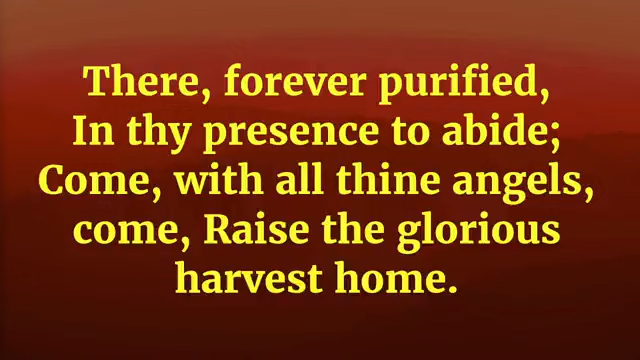 There, forever purified,
In thy presence to abide;
Come, with all thine angels,
come, Raise the glorious
harvest home.